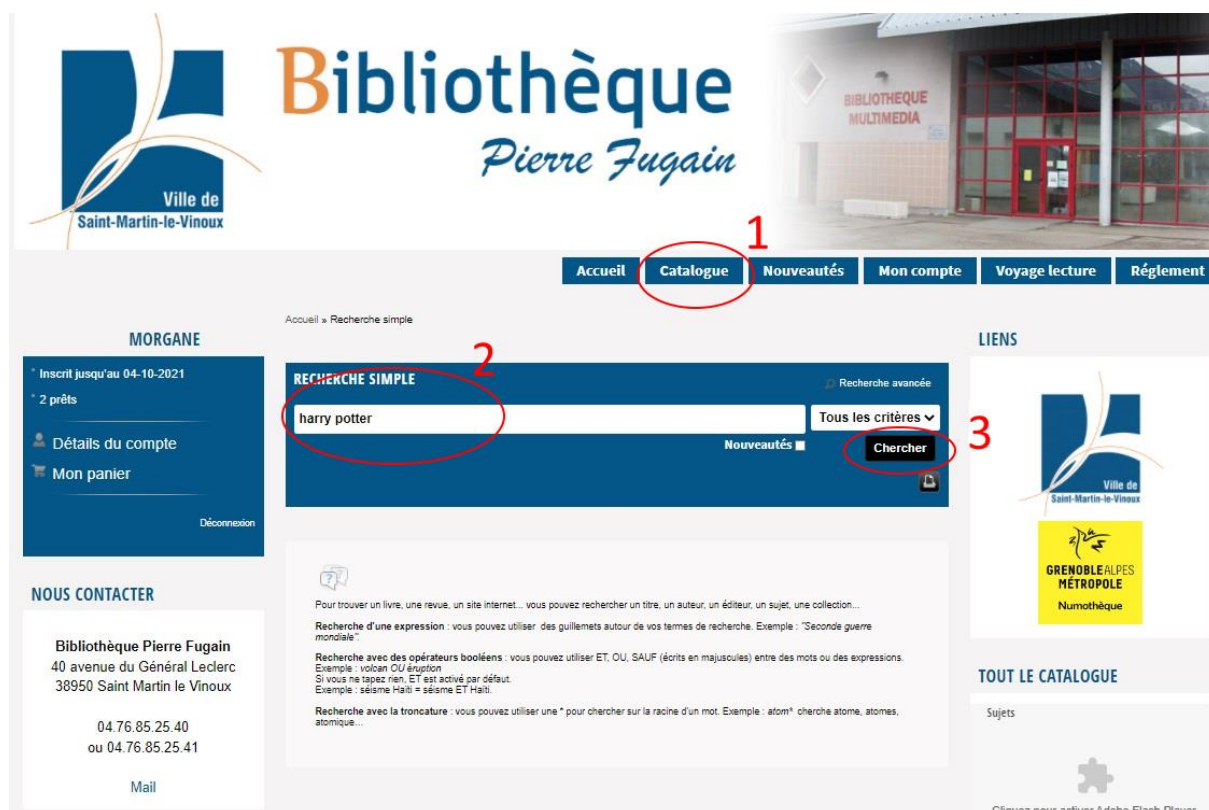 Bibliothèque
Pierre Fugain
BIBLIOTHEQUE
MULTIMEDIA
Ville de
Saint-Martin-le-Vinoux
1
Accueil
Catalogue
Nouveautés
Mon compte
Voyage lecture
Réglement
Accueil » Recherche simple
MORGANE
* Inscrit jusqu'au 04-10-2021
* 2 prêts
Détails du compte
Mon panier
Déconnexion
NOUS CONTACTER
Bibliothèque Pierre Fugain
40 avenue du Général Leclerc
38950 Saint Martin le Vinoux
04.76.85.25.40
ou 04.76.85.25.41
Mail
2
RECHERCHE SIMPLE
Recherche avancée
harry potter
Tous les critères
Nouveautés
Chercher
3
Pour trouver un livre, une revue, un site internet... vous pouvez rechercher un titre, un auteur, un éditeur, un sujet, une collection...
Recherche d'une expression : vous pouvez utiliser des guillemets autour de vos termes de recherche. Exemple : "Seconde guerre
mondiale".
Recherche avec des opérateurs booléens : vous pouvez utiliser ET, OU, SAUF (écrits en majuscules) entre des mots ou des expressions.
Exemple : volcan OU éruption
Si vous ne tapez rien, ET est activé par défaut.
Exemple : séisme Haïti = séisme ET Haïti.
Recherche avec la troncature : vous pouvez utiliser une * pour chercher sur la racine d'un mot. Exemple : atom* cherche atome, atomes,
atomique...
LIENS
Ville de
Saint-Martin-le-Vinoux
GRENOBLEALPES
MÉTROPOLE
Numothèque
TOUT LE CATALOGUE
Sujets
Cliquez pour activer Adobe Flash Player